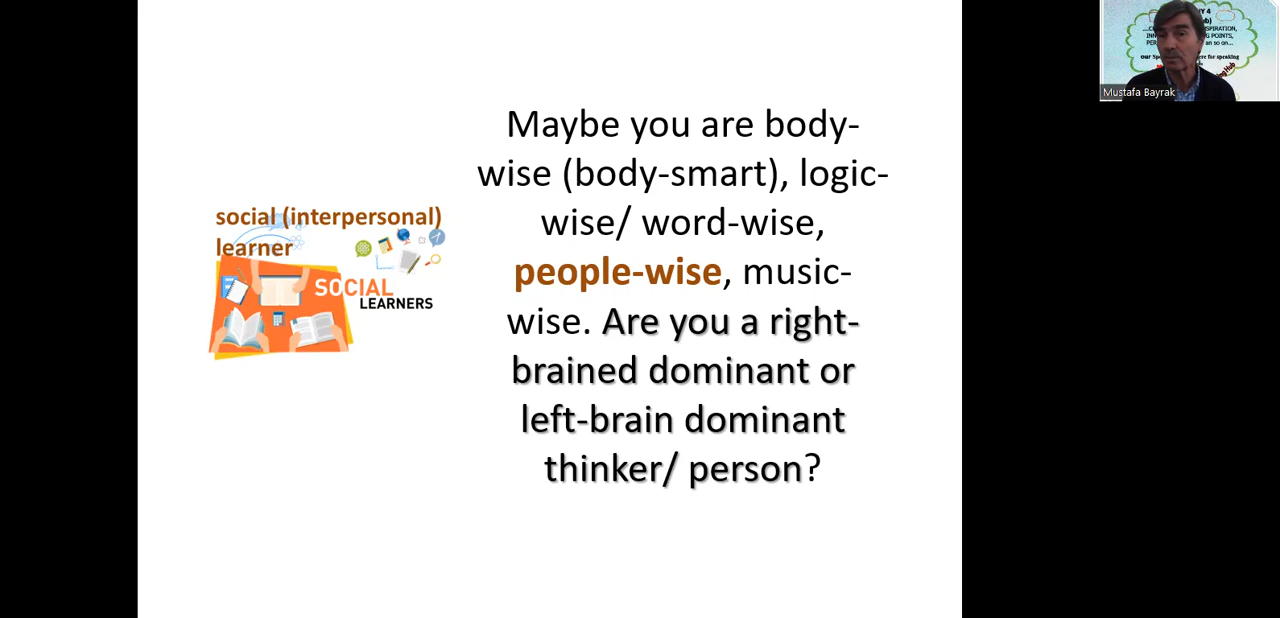 Maybe you are body-
wise (body-smart), logic-
wise/ word-wise,
people-wise, music-
wise. Are you a right-
brained dominant or
left-brain dominant
thinker/ person?
social (interpersonal)
learner
SOCIAL
LEARNERS
Mustafa Bayrak